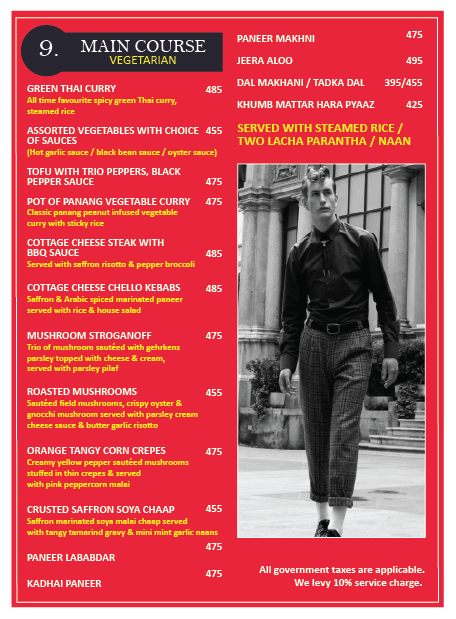 9.
MAIN COURSE
VEGETARIAN
GREEN THAI CURRY 485
All time favourite spicy green Thai curry,
steamed rice
ASSORTED VEGETABLES WITH CHOICE 455
OF SAUCES
(Hot garlic sauce / black bean sauce / oyster sauce)
TOFU WITH TRIO PEPPERS, BLACK
PEPPER SAUCE 475
POT OF PANANG VEGETABLE CURRY 475
Classic panang peanut infused vegetable
curry with sticky rice
COTTAGE CHEESE STEAK WITH
BBQ SAUCE 485
Served with saffron risotto & pepper broccoli
COTTAGE CHEESE CHELLO KEBABS 485
Saffron & Arabic spiced marinated paneer
served with rice & house salad
MUSHROOM STROGANOFF 475
Trio of mushroom sautéed with gehrkens
parsley topped with cheese & cream,
served with parsley pilaf
ROASTED MUSHROOMS 455
Sautéed field mushrooms, crispy oyster &
gnocchi mushroom served with parsley cream
cheese sauce & butter garlic risotto
ORANGE TANGY CORN CREPES 475
Creamy yellow pepper sautéed mushrooms
stuffed in thin crepes & served
with pink peppercorn malai
CRUSTED SAFFRON SOYA CHAAP 455
Saffron marinated soya malai chaap served
with tangy tamarind gravy & mini mint garlic naans
PANEER LABABDAR 475
KADHAI PANEER 475
PANEER MAKHNI 475
JEERA ALOO 495
DAL MAKHANI / TADKA DAL 395/455
KHUMB MATTAR HARA PYAAZ 425
SERVED WITH STEAMED RICE /
TWO LACHA PARANTHA / NAAN
All government taxes are applicable.
We levy 10% service charge.